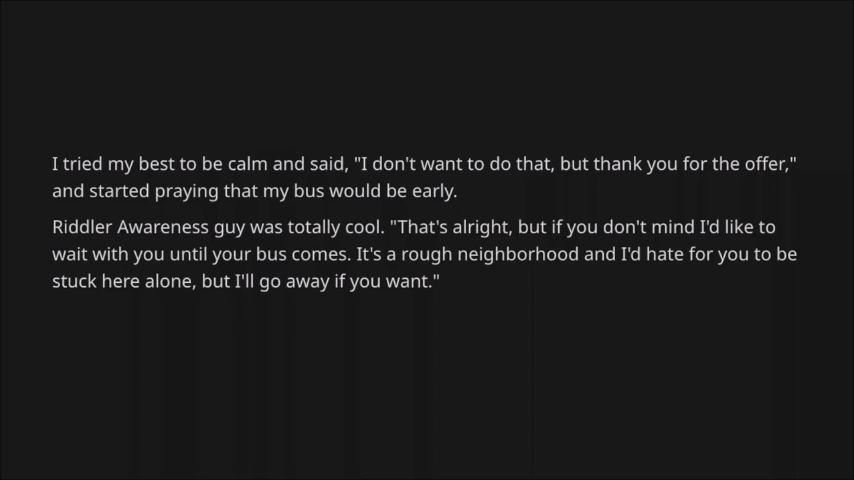 I tried my best to be calm and said, "I don't want to do that, but thank you for the offer,"
and started praying that my bus would be early.
Riddler Awareness guy was totally cool. "That's alright, but if you don't mind I'd like to
wait with you until your bus comes. It's a rough neighborhood and I'd hate for you to be
stuck here alone, but I'll go away if you want."